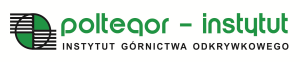 poltegor – instytut
INSTYTUT GÓRNICTWA ODKRYWKOWEGO